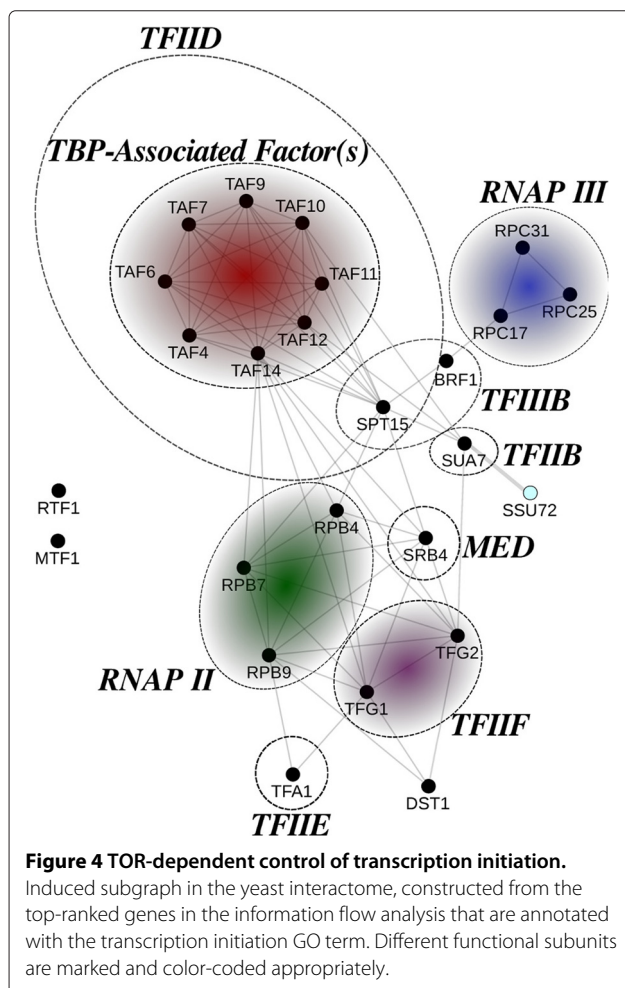 TFIID
TBP-Associated Factor(s)
TAF9
TAF7
TAF10
TAF6
TAF11
TAF12
TAF4
TAF14
RNAP III
RPC31
RPC25
RPC17
BRF1
TFIIIB
SPT15
SUA7
TFIIB
SSU72
RTF1
MTF1
RPB4
SRB4
MED
RPB7
TFG2
RPB9
RNAP II
TFG1
TFIIF
TFA1
DST1
TFIIE
Figure 4 TOR-dependent control of transcription initiation.
Induced subgraph in the yeast interactome, constructed from the
top-ranked genes in the information flow analysis that are annotated
with the transcription initiation GO term. Different functional subunits
are marked and color-coded appropriately.